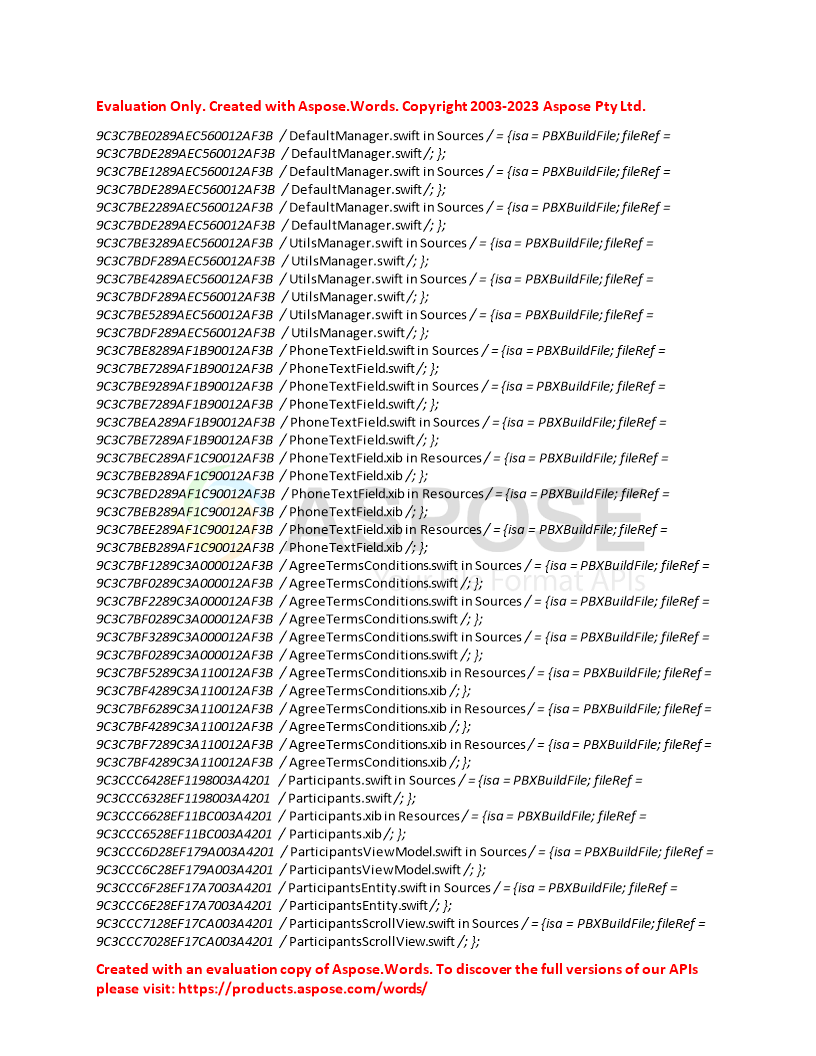 Evaluation Only. Created with Aspose.Words. Copyright 2003-2023 Aspose Pty Ltd.
9C3C7BE0289AEC560012AF3B / DefaultManager.swift in Sources / = {isa = PBXBuildFile; fileRef =
9C3C7BDE289AEC560012AF3B / DefaultManager.swift /; };
9C3C7BE1289AEC560012AF3B / DefaultManager.swift in Sources / = {isa = PBXBuildFile; fileRef =
9C3C7BDE289AEC560012AF3B / DefaultManager.swift /; };
9C3C7BE2289AEC560012AF3B / DefaultManager.swift in Sources / = {isa = PBXBuildFile; fileRef =
9C3C7BDE289AEC560012AF3B / DefaultManager.swift /; };
9C3C7BE3289AEC560012AF3B / UtilsManager.swift in Sources / = {isa = PBXBuildFile; fileRef =
9C3C7BDF289AEC560012AF3B / UtilsManager.swift /; };
9C3C7BE4289AEC560012AF3B / UtilsManager.swift in Sources / = {isa = PBXBuildFile; fileRef =
9C3C7BDF289AEC560012AF3B / UtilsManager.swift /; };
9C3C7BE5289AEC560012AF3B / UtilsManager.swift in Sources / = {isa = PBXBuildFile; fileRef =
9C3C7BDF289AEC560012AF3B / UtilsManager.swift /; };
9C3C7BE8289AF1B90012AF3B / PhoneTextField.swift in Sources / = {isa = PBXBuildFile; fileRef =
9C3C7BE7289AF1B90012AF3B / PhoneTextField.swift /; };
9C3C7BE9289AF1B90012AF3B / PhoneTextField.swift in Sources / = {isa = PBXBuildFile; fileRef =
9C3C7BE7289AF1B90012AF3B / PhoneTextField.swift /; };
9C3C7BEA289AF1B90012AF3B / PhoneTextField.swift in Sources / = {isa = PBXBuildFile; fileRef =
9C3C7BE7289AF1B90012AF3B / PhoneTextField.swift /; };
9C3C7BEC289AF1C90012AF3B / PhoneTextField.xib in Resources / = {isa = PBXBuildFile; fileRef =
9C3C7BEB289AF1C90012AF3B / PhoneTextField.xib /; };
9C3C7BED289AF1C90012AF3B / PhoneTextField.xib in Resources / = {isa = PBXBuildFile; fileRef =
9C3C7BEB289AF1C90012AF3B / PhoneTextField.xib /; };
9C3C7BEE289AF1C90012AF3B / PhoneTextField.xib in Resources / = {isa = PBXBuildFile; fileRef =
9C3C7BEB289AF1C90012AF3B / PhoneTextField.xib /; };
ASPOSE
9C3C7BF1289C3A000012AF3B / AgreeTermsConditions.swift in Sources / = {isa = PBXBuildFile; fileRef =
9C3C7BF0289C3A000012AF3B / AgreeTermsConditions.swift /; };
Your File Format APIs
9C3C7BF2289C3A000012AF3B / AgreeTermsConditions.swift in Sources / = {isa = PBXBuildFile; fileRef =
9C3C7BF0289C3A000012AF3B / AgreeTermsConditions.swift /; };
9C3C7BF3289C3A000012AF3B / AgreeTermsConditions.swift in Sources / = {isa = PBXBuildFile; fileRef =
9C3C7BF0289C3A000012AF3B / AgreeTermsConditions.swift /; };
9C3C7BF5289C3A110012AF3B / AgreeTermsConditions.xib in Resources / = {isa = PBXBuildFile; fileRef =
9C3C7BF4289C3A110012AF3B / AgreeTermsConditions.xib /; };
9C3C7BF6289C3A110012AF3B / AgreeTermsConditions.xib in Resources / = {isa = PBXBuildFile; fileRef =
9C3C7BF4289C3A110012AF3B / AgreeTermsConditions.xib /; };
9C3C7BF7289C3A110012AF3B / AgreeTermsConditions.xib in Resources / = {isa = PBXBuildFile; fileRef =
9C3C7BF4289C3A110012AF3B / AgreeTermsConditions.xib /; };
9C3CCC6428EF1198003A4201 / Participants.swift in Sources / = {isa = PBXBuildFile; fileRef =
9C3CCC6328EF1198003A4201 / Participants.swift /; };
9C3CCC6628EF11BC003A4201 / Participants.xib in Resources / = {isa = PBXBuildFile; fileRef =
9C3CCC6528EF11BC003A4201 / Participants.xib /; };
9C3CCC6D28EF179A003A4201 / ParticipantsViewModel.swift in Sources / = {isa = PBXBuildFile; fileRef =
9C3CCC6C28EF179A003A4201 / ParticipantsViewModel.swift /; };
9C3CCC6F28EF17A7003A4201 / ParticipantsEntity.swift in Sources / = {isa = PBXBuildFile; fileRef =
9C3CCC6E28EF17A7003A4201 / ParticipantsEntity.swift /; };
9C3CCC7128EF17CA003A4201 / ParticipantsScrollView.swift in Sources / = {isa = PBXBuildFile; fileRef =
9C3CCC7028EF17CA003A4201 / ParticipantsScrollView.swift /; };
Created with an evaluation copy of Aspose.Words. To discover the full versions of our APIs
please visit: https://products.aspose.com/words/